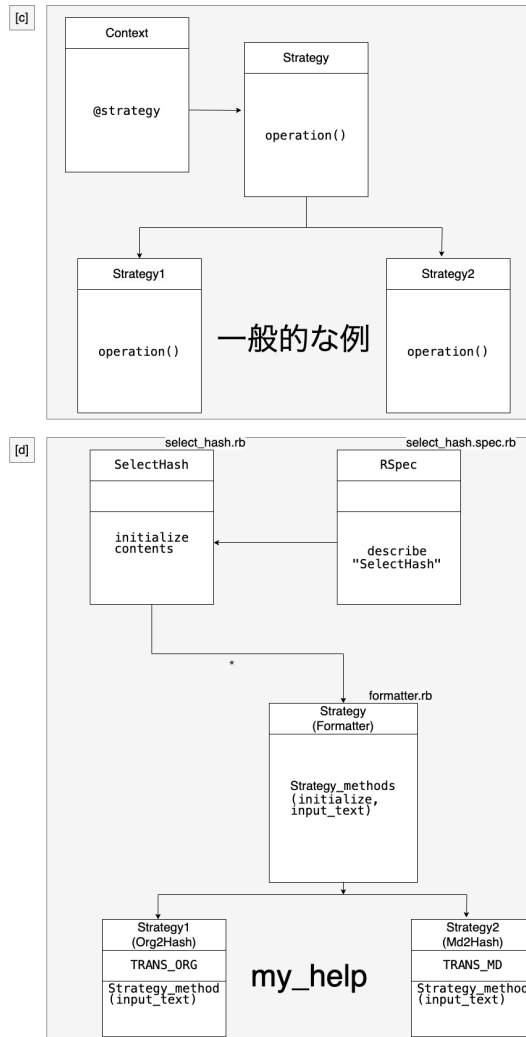 [c]
Context
@strategy
Strategy
operation()
Strategy1
operation()
一般的な例
Strategy2
operation()
[d]
select_hash.rb
SelectHash
initialize
contents
select_hash.spec.rb
RSpec
describe
"SelectHash"
*
formatter.rb
Strategy
(Formatter)
Strategy_methods
(initialize,
input_text)
Strategy1
(Org2Hash)
TRANS_ORG
Strategy_method
(input_text)
my_help
Strategy2
(Md2Hash)
TRANS_MD
Strategy_method
(input_text)